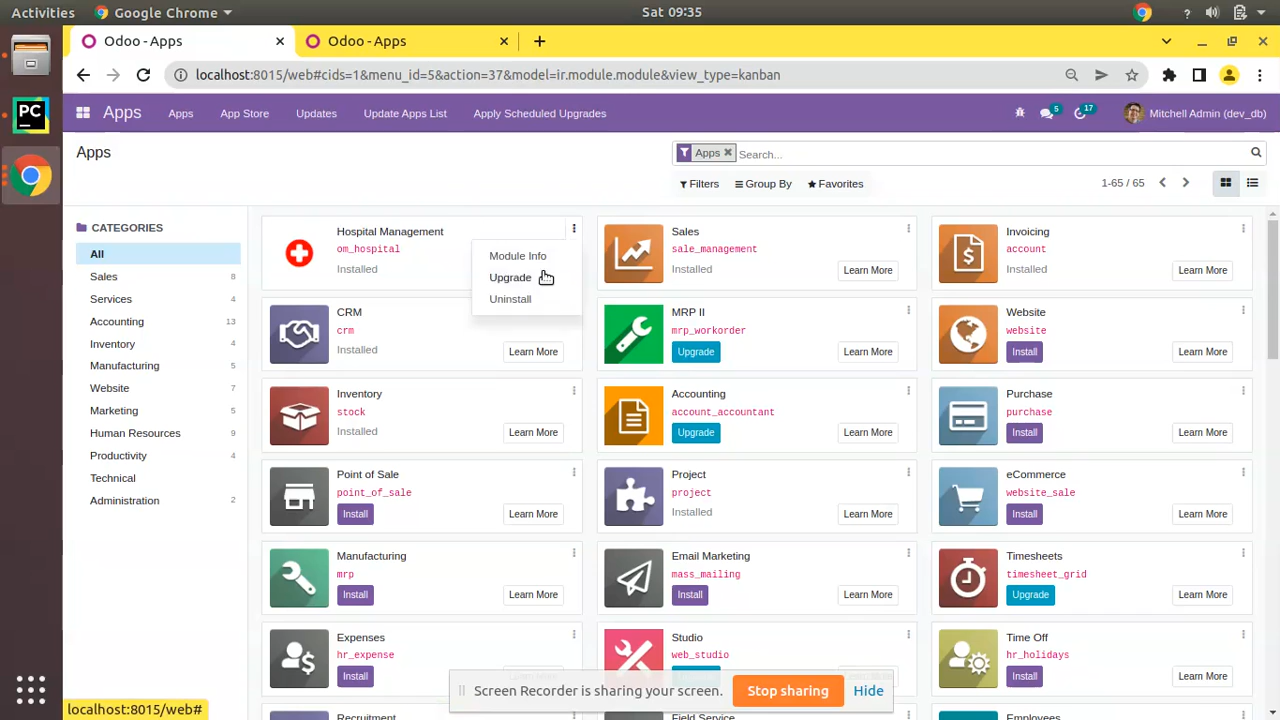 Activities Google Chrome Sat 09:35
Odoo - Apps Odoo - Apps
localhost:8015/web#cids=1&menu_id=5&action=37&model=ir.module.module&view_type=kanban
Apps Apps App Store Updates Update Apps List Apply Scheduled Upgrades 5 17 Mitchell Admin (dev_db)
Apps Apps Search...
Filters Group By Favorites 1-65 / 65
CATEGORIES
All
Sales 8
Services 4
Accounting 13
Inventory 4
Manufacturing 5
Website 7
Marketing 5
Human Resources 9
Productivity 4
Technical
Administration 2
Hospital Management
om_hospital
Installed
Module Info
Upgrade
Uninstall
Sales
sale_management
Installed Learn More
Invoicing
account
Installed Learn More
CRM
crm
Installed Learn More
MRP II
mrp_workorder
Upgrade Learn More
Website
website
Install Learn More
Inventory
stock
Installed Learn More
Accounting
account_accountant
Upgrade Learn More
Purchase
purchase
Install Learn More
Point of Sale
point_of_sale
Install Learn More
Project
project
Installed Learn More
eCommerce
website_sale
Install Learn More
Manufacturing
mrp
Install Learn More
Email Marketing
mass_mailing
Install Learn More
Timesheets
timesheet_grid
Upgrade Learn More
Expenses
hr_expense
Install
Studio
web_studio
Time Off
hr_holidays
Install Learn More
Recruitment
Field Service
Employees
Screen Recorder is sharing your screen. Stop sharing Hide
localhost:8015/web#
PC